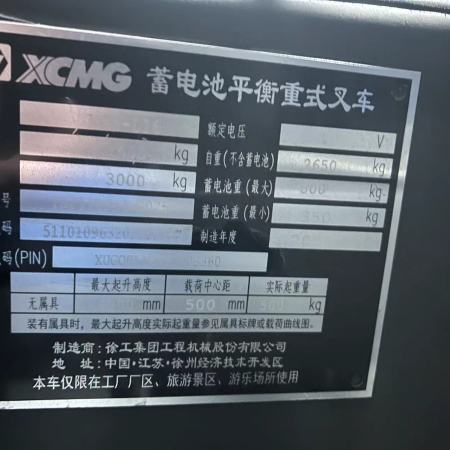 XCMG 蓄电池平衡重式叉车
额定电压 V
kg 自重(不含蓄电池) 2650 kg
3000 kg 蓄电池重(最大) kg
号 蓄电池重(最小) 350 kg
码 制造年度
码(PIN)
最大起升高度 载荷中心距 实际起重量
无属具 mm 500 mm kg
装有属具时，最大起升高度实际起重量参见属具标牌或载荷曲线图。
制造商：徐工集团工程机械股份有限公司
地 址：中国·江苏·徐州经济技术开发区
本车仅限在工厂厂区、旅游景区、游乐场所使用